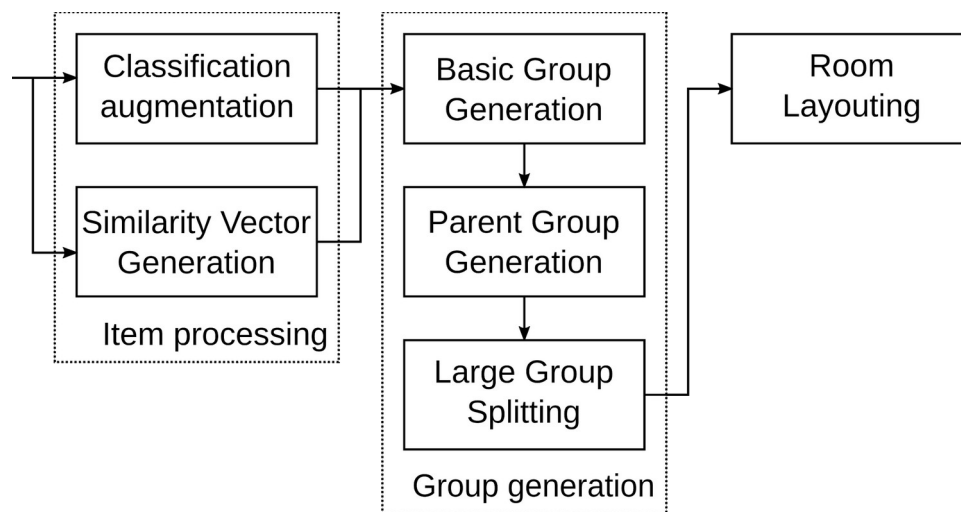 Classification
augmentation
Similarity Vector
Generation
Item processing
Basic Group
Generation
Parent Group
Generation
Large Group
Splitting
Group generation
Room
Layouting